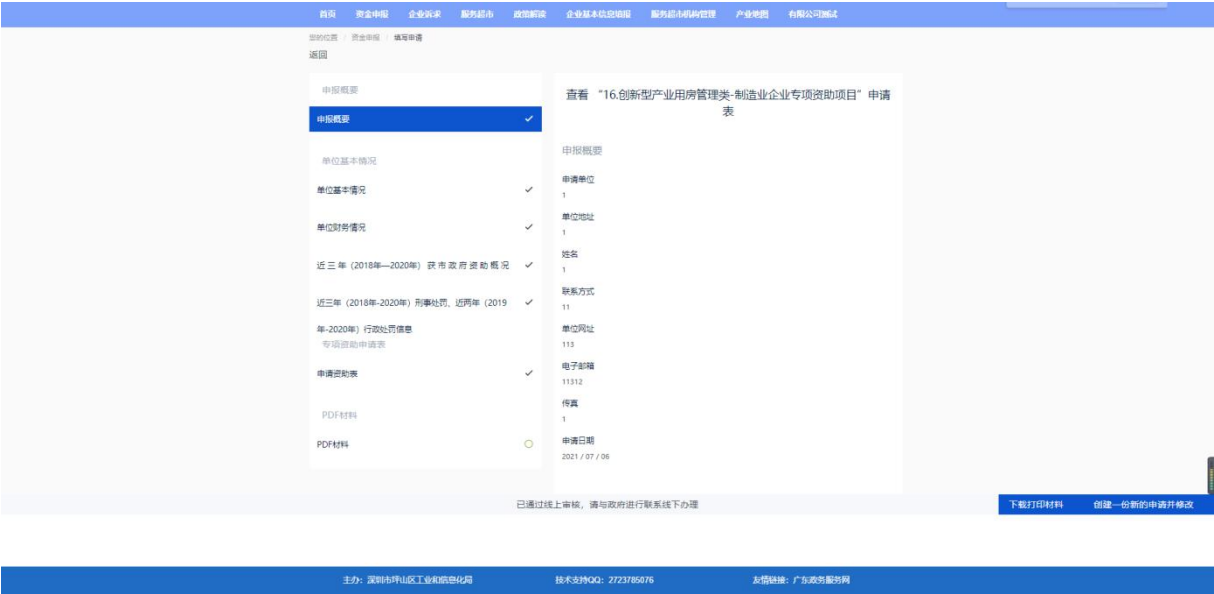 首页 资金申报 企业诉求 服务超市 政策解读 企业基本信息填报 服务超市机构管理 产业地图 有限公司测试
您的位置 | 资金申报 | 填写申请
返回
申报概要
申报概要
单位基本情况
单位基本情况
单位财务情况
近三年（2018年—2020年）获市政府资助概况
近三年（2018年-2020年）刑事处罚、近两年（2019
年-2020年）行政处罚信息
专项资助申请表
申请资助表
PDF材料
PDF材料
查看 “16.创新型产业用房管理类-制造业企业专项资助项目”申请
表
申报概要
申请单位
1
单位地址
1
姓名
1
联系方式
11
单位网址
113
电子邮箱
11312
传真
1
申请日期
2021 / 07 / 06
已通过线上审核，请与政府进行联系线下办理
下载打印材料 创建一份新的申请并修改
主办：深圳市坪山区工业和信息化局 技术支持QQ：2723785076 友情链接：广东政务服务网